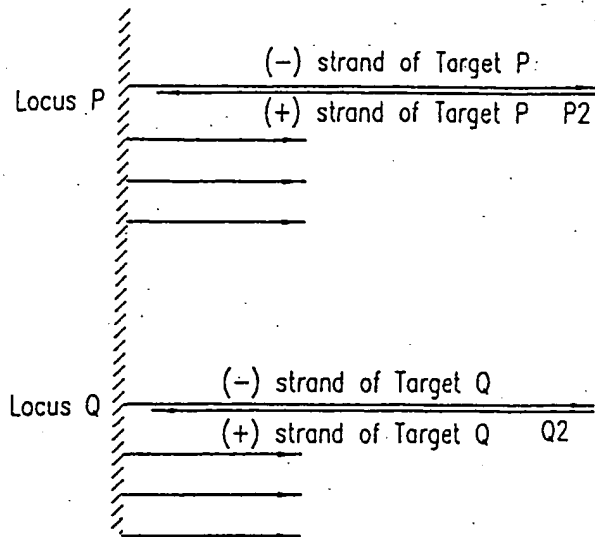 (-) strand of Target P
Locus P
(+) strand of Target P P2
(-) strand of Target Q
Locus Q
(+) strand of Target Q Q2